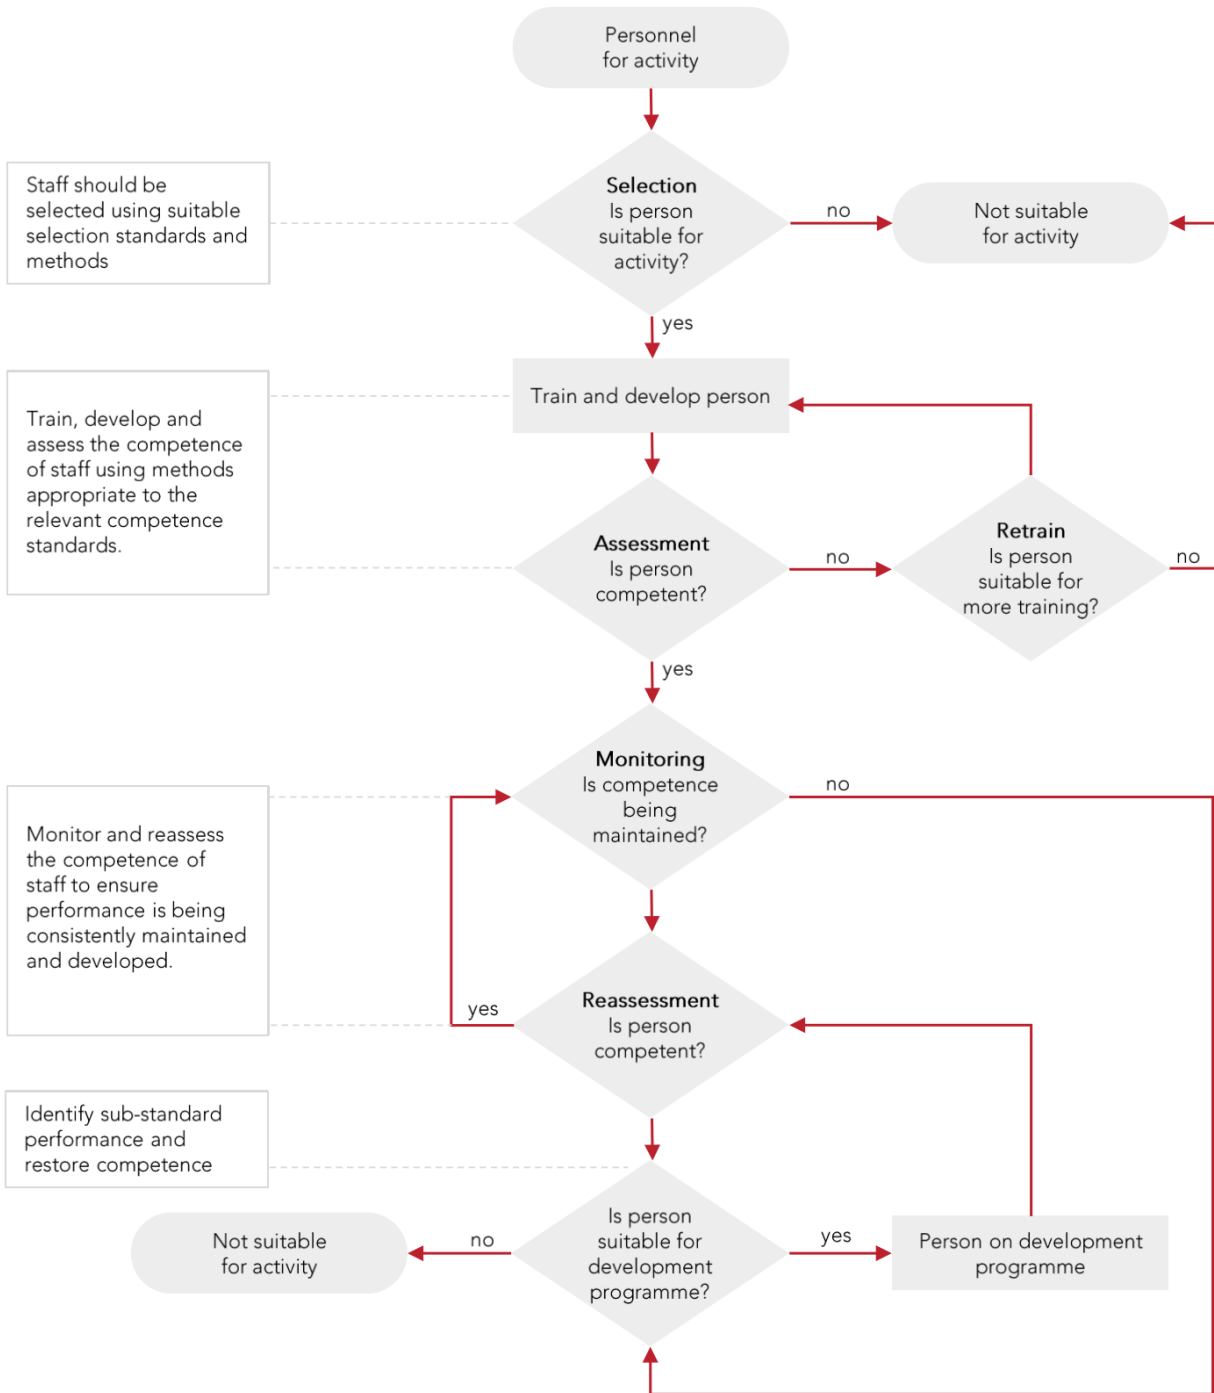 Personnel
for activity
Staff should be
selected using suitable
selection standards and
methods
Selection
Is person
suitable for
activity?
no
Not suitable
for activity
yes
Train and develop person
Train, develop and
assess the competence
of staff using methods
appropriate to the
relevant competence
standards.
Assessment
Is person
competent?
no
Retrain
Is person
suitable for
more training?
no
yes
Monitoring
Is competence
being
maintained?
no
Monitor and reassess
the competence of
staff to ensure
performance is being
consistently maintained
and developed.
yes
Reassessment
Is person
competent?
Identify sub-standard
performance and
restore competence
Not suitable
for activity
no
Is person
suitable for
development
programme?
yes
Person on development
programme